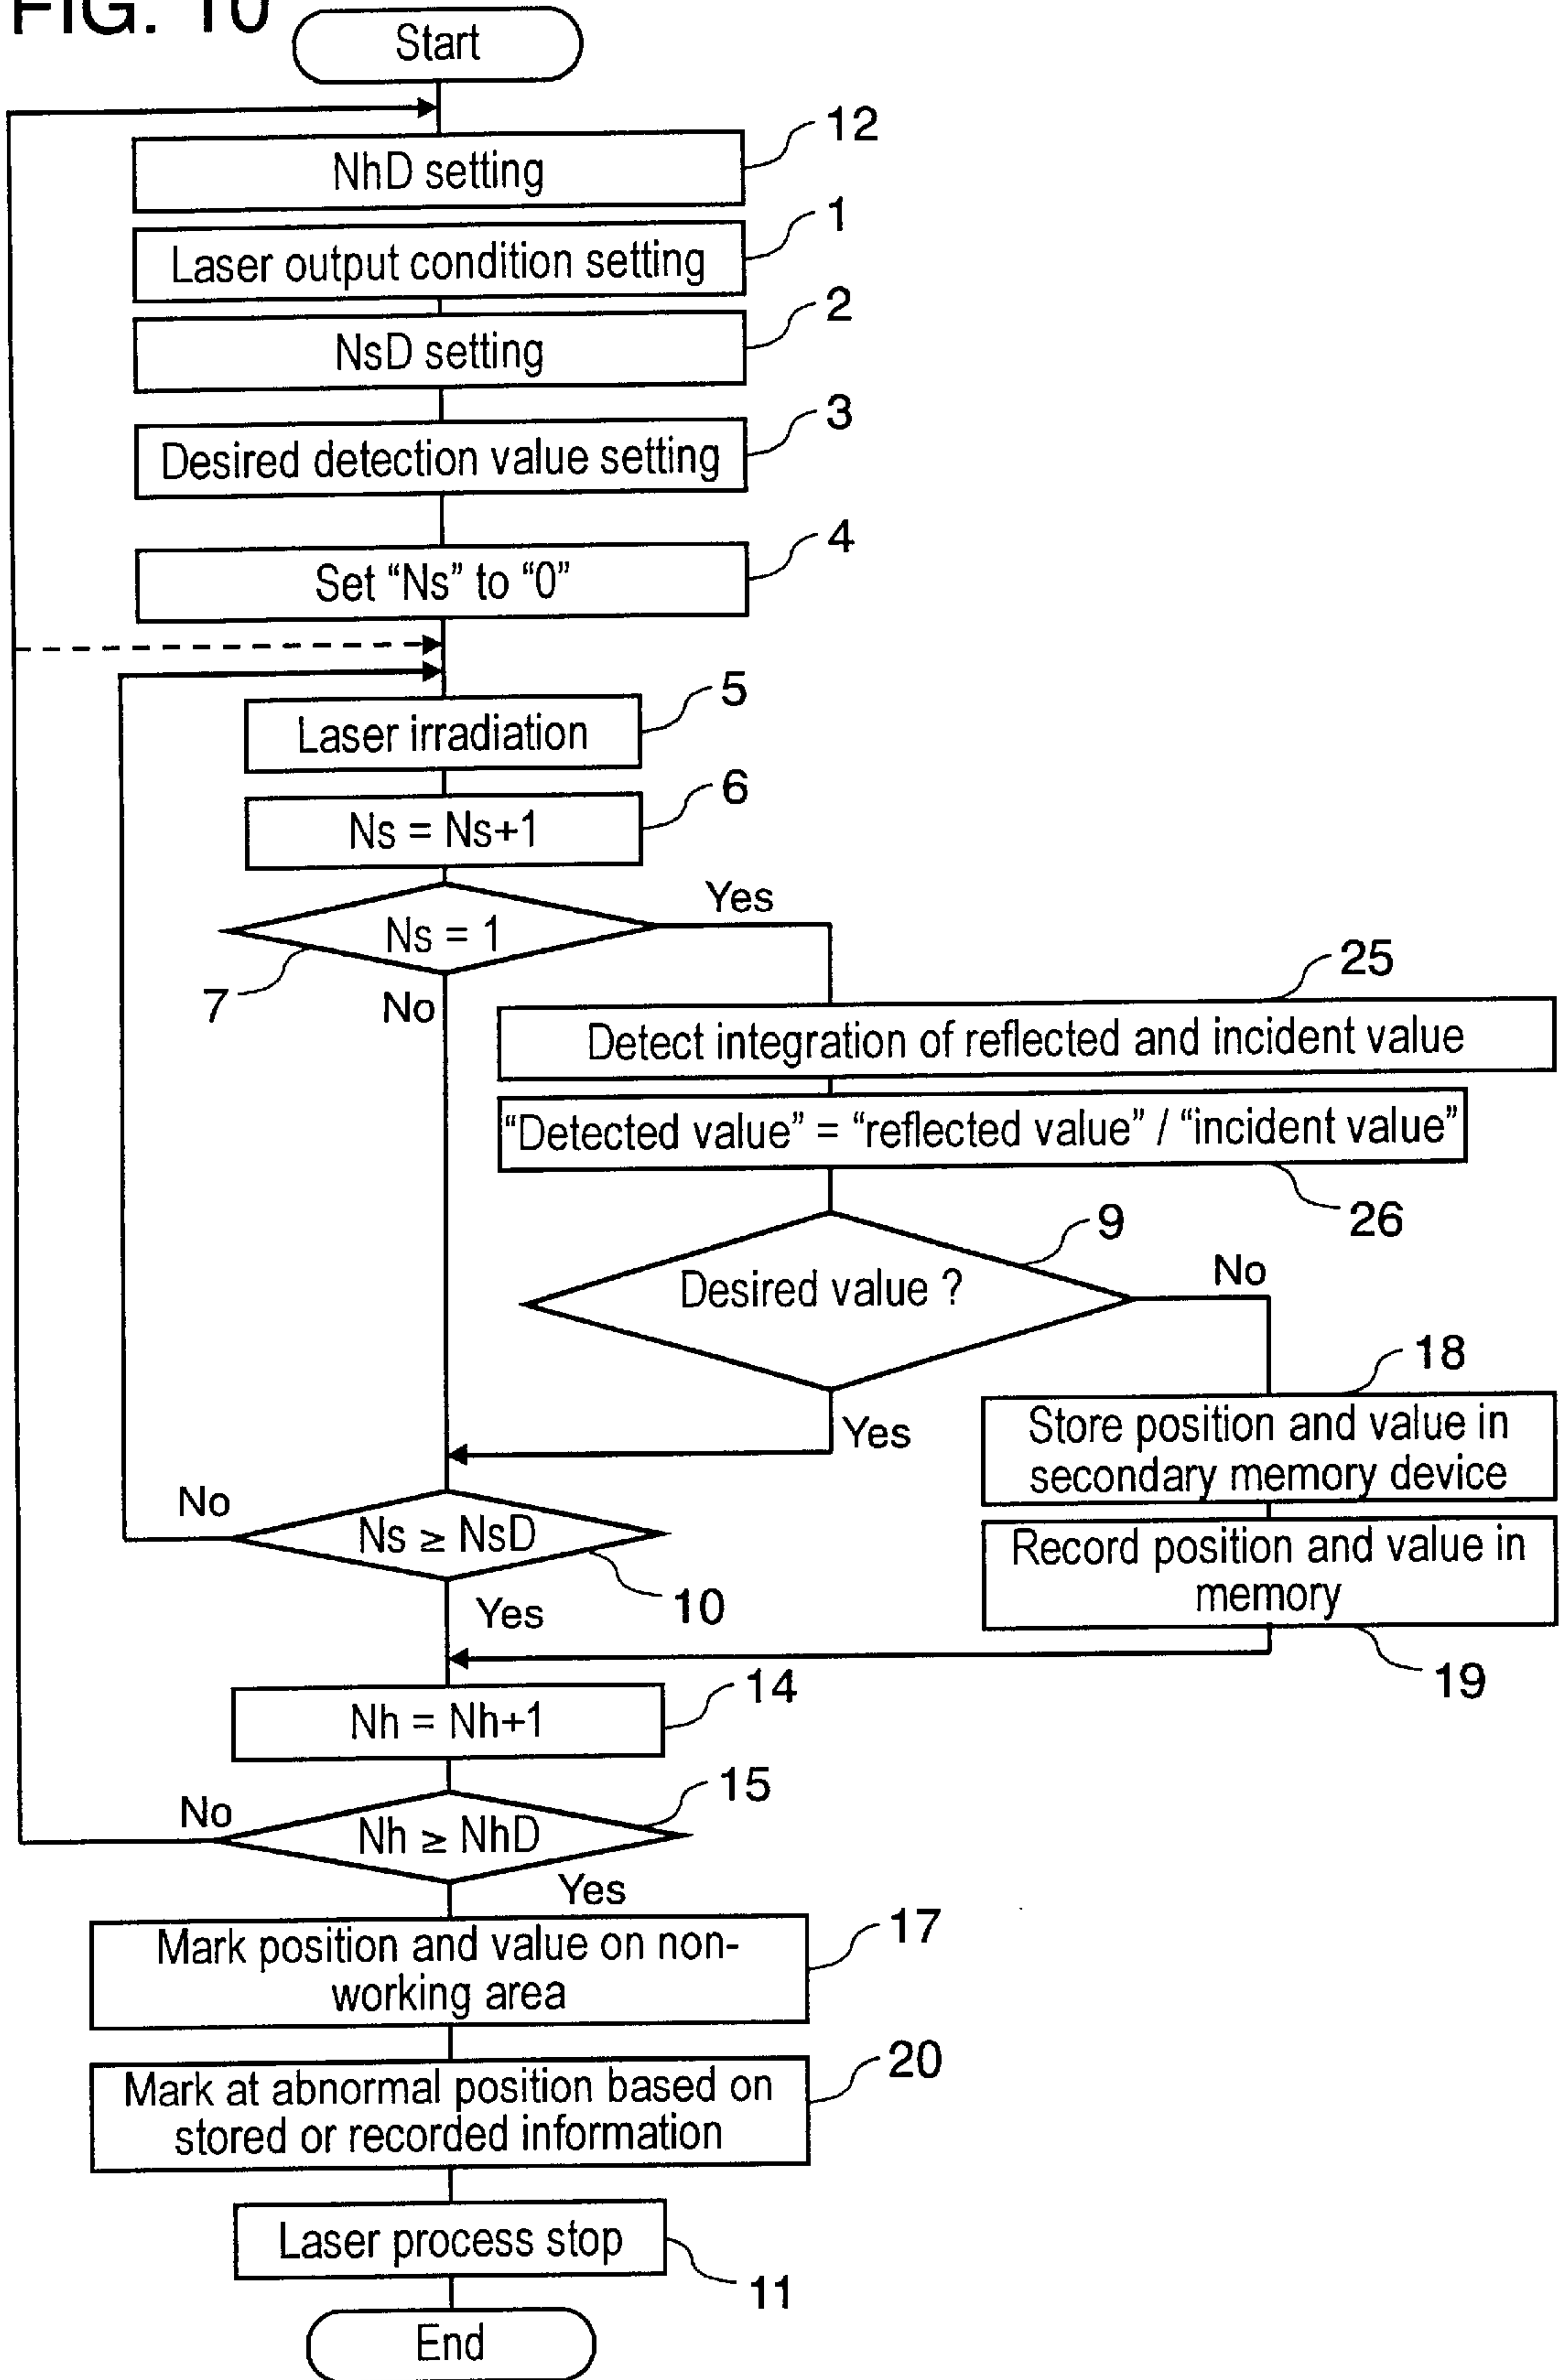 FIG. 10
Start
12
NhD setting
1
Laser output condition setting
2
NsD setting
3
Desired detection value setting
4
Set “Ns” to “0”
5
Laser irradiation
6
Ns = Ns+1
Yes
Ns = 1
7
No
25
Detect integration of reflected and incident value
“Detected value” = “reflected value” / “incident value”
26
9
Desired value ?
No
18
Store position and value in
secondary memory device
Yes
No
Ns ≥ NsD
10
Yes
Record position and value in
memory
19
14
Nh = Nh+1
15
No
Nh ≥ NhD
Yes
17
Mark position and value on non-
working area
20
Mark at abnormal position based on
stored or recorded information
Laser process stop
11
End